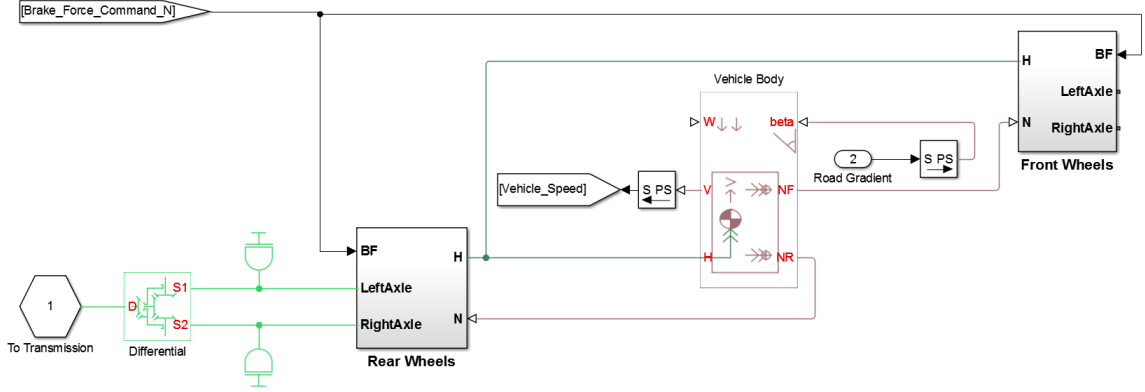 [Brake_Force_Command_N]
H
BF
LeftAxle
N
RightAxle
Front Wheels
Vehicle Body
W
beta
2
Road Gradient
S PS
[Vehicle_Speed]
S PS
V
NF
H
NR
BF
H
LeftAxle
RightAxle
N
Rear Wheels
1
To Transmission
D
S1
S2
Differential